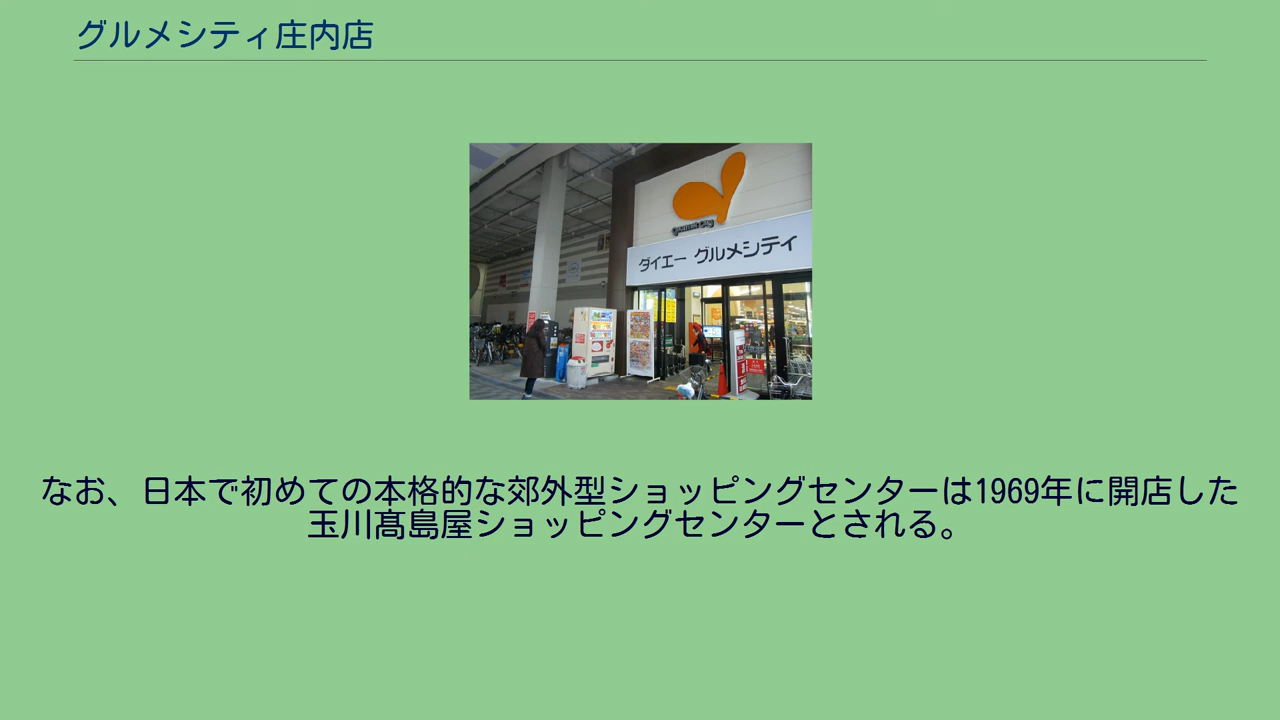 グルメシティ庄内店
Gourmet City
ダイエー グルメシティ
なお、日本で初めての本格的な郊外型ショッピングセンターは1969年に開店した
玉川髙島屋ショッピングセンターとされる。